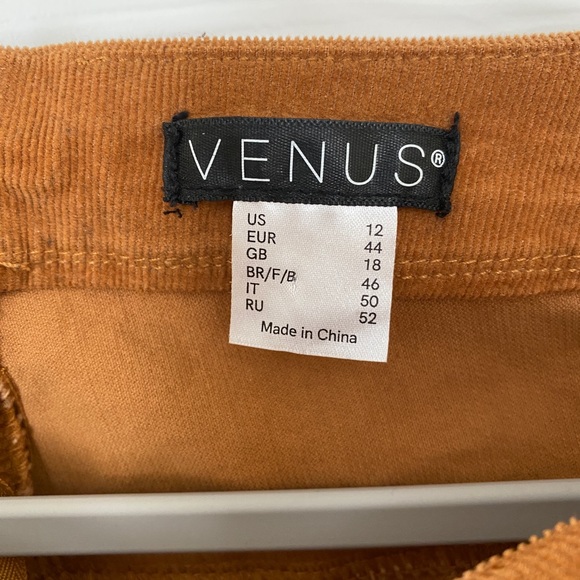 VENUS®
US 12
EUR 44
GB 18
BR/F/B 46
IT 50
RU 52
Made in China